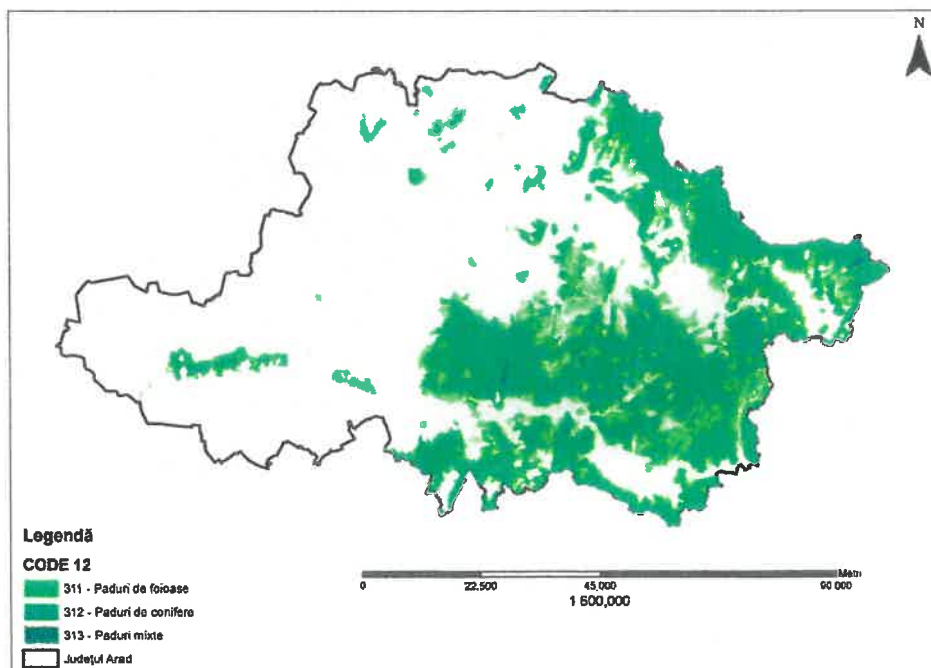 N
Legendă
CODE 12
311 - Paduri de foioase
312 - Paduri de conifere
313 - Paduri mixte
Județul Arad
Metri
0 22.500 45,000 90 000
1 600,000